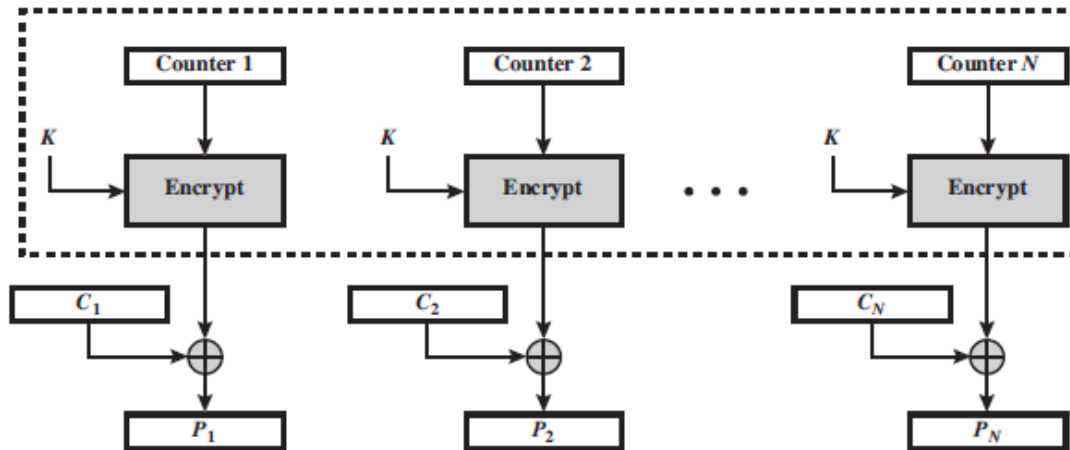 Counter 1 Counter 2 Counter N
K K K
Encrypt Encrypt • • • Encrypt
C1 C2 CN
P1 P2 PN